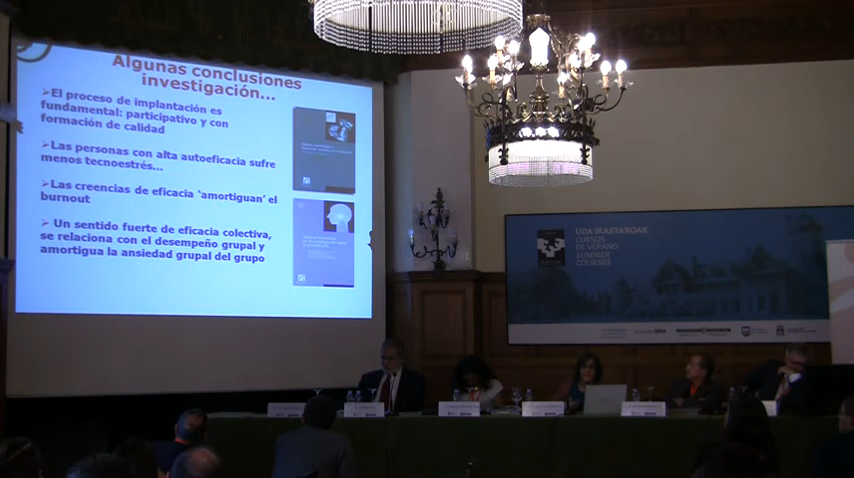 Algunas conclusiones
investigación...
➢El proceso de implantación es
fundamental: participativo y con
formación de calidad
➢Las personas con alta autoeficacia sufre
menos tecnoestrés...
➢Las creencias de eficacia 'amortiguan' el
burnout
➢ Un sentido fuerte de eficacia colectiva,
se relaciona con el desempeño grupal y
amortigua la ansiedad grupal del grupo
UDA IKASTAROAK
CURSOS
DE VERANO
SUMMER
COURSES